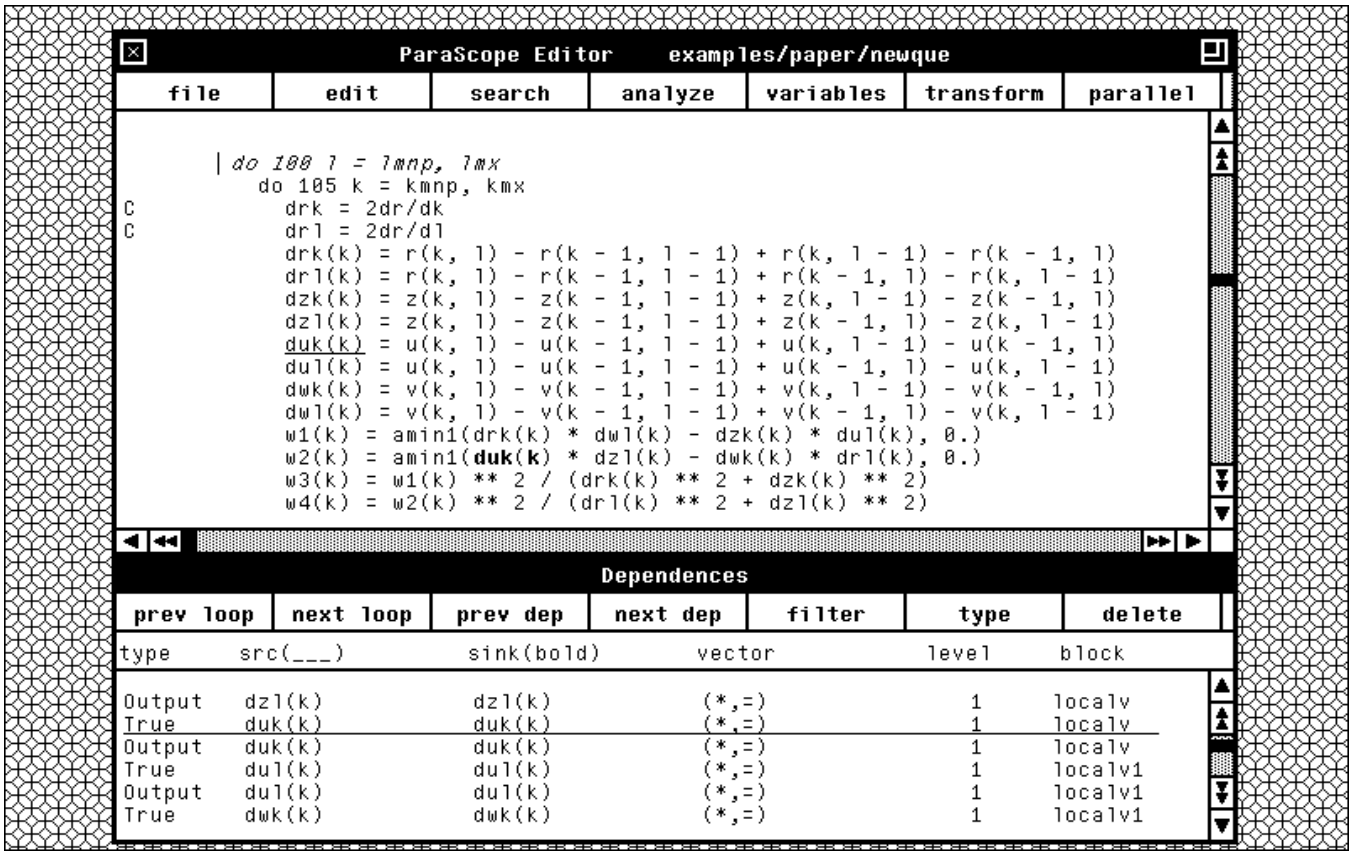 ParaScope Editor examples/paper/newque
file edit search analyze variables transform parallel
do 100 l = lmnp, lmx
do 105 k = kmnp, kmx
C drk = 2dr/dk
C drl = 2dr/dl
drk(k) = r(k, l) - r(k - 1, l - 1) + r(k, l - 1) - r(k - 1, l)
drl(k) = r(k, l) - r(k - 1, l - 1) + r(k - 1, l) - r(k, l - 1)
dzk(k) = z(k, l) - z(k - 1, l - 1) + z(k, l - 1) - z(k - 1, l)
dzl(k) = z(k, l) - z(k - 1, l - 1) + z(k - 1, l) - z(k, l - 1)
duk(k) = u(k, l) - u(k - 1, l - 1) + u(k, l - 1) - u(k - 1, l)
dul(k) = u(k, l) - u(k - 1, l - 1) + u(k - 1, l) - u(k, l - 1)
dwk(k) = v(k, l) - v(k - 1, l - 1) + v(k, l - 1) - v(k - 1, l)
dwl(k) = v(k, l) - v(k - 1, l - 1) + v(k - 1, l) - v(k, l - 1)
w1(k) = amin1(drk(k) * dwl(k) - dzk(k) * dul(k), 0.)
w2(k) = amin1(duk(k) * dzl(k) - dwk(k) * drl(k), 0.)
w3(k) = w1(k) ** 2 / (drk(k) ** 2 + dzk(k) ** 2)
w4(k) = w2(k) ** 2 / (drl(k) ** 2 + dzl(k) ** 2)
Dependences
prev loop next loop prev dep next dep filter type delete
type src(___) sink(bold) vector level block
Output dzl(k) dzl(k) (*,=) 1 localv
True duk(k) duk(k) (*,=) 1 localv
Output duk(k) duk(k) (*,=) 1 localv
True dul(k) dul(k) (*,=) 1 localv1
Output dul(k) dul(k) (*,=) 1 localv1
True dwk(k) dwk(k) (*,=) 1 localv1